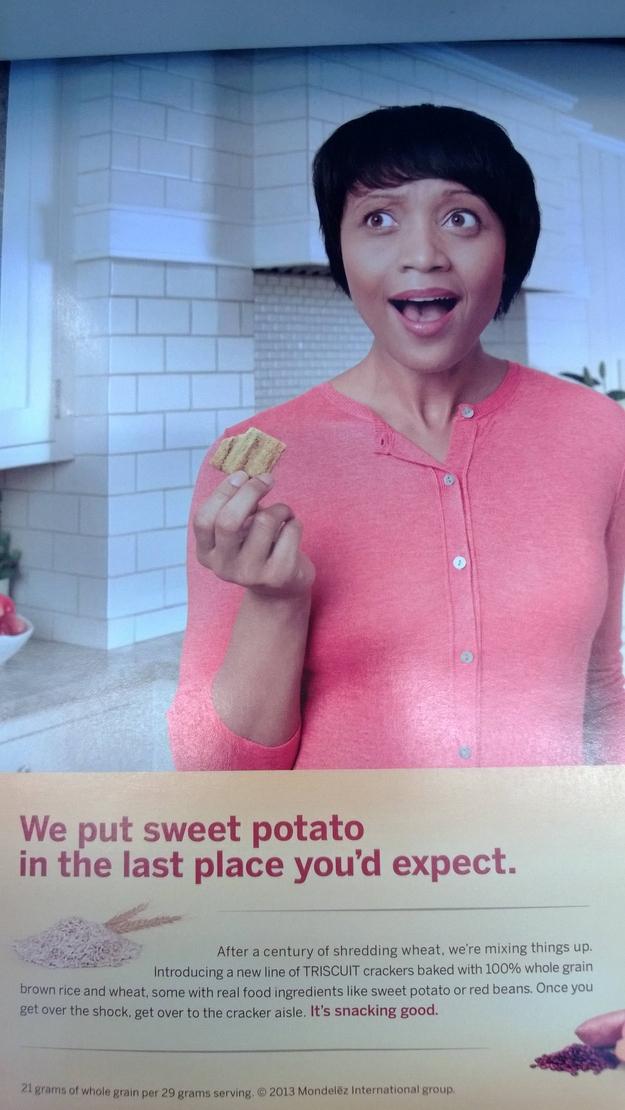 We put sweet potato
in the last place you'd expect.
After a century of shredding wheat, we're mixing things up.
Introducing a new line of TRISCUIT crackers baked with 100% whole grain
brown rice and wheat, some with real food ingredients like sweet potato or red beans. Once you
get over the shock, get over to the cracker aisle. It's snacking good.
21 grams of whole grain per 29 grams serving. © 2013 Mondelēz International group.